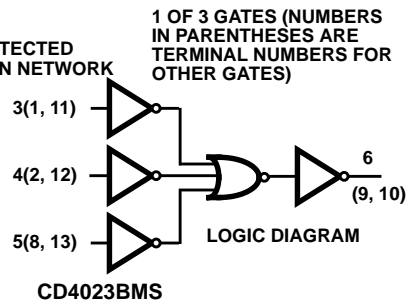 1 OF 3 GATES (NUMBERS
IN PARENTHESES ARE
TERMINAL NUMBERS FOR
OTHER GATES)
TECTED
N NETWORK
3(1, 11)
4(2, 12)
5(8, 13)
6
(9, 10)
LOGIC DIAGRAM
CD4023BMS